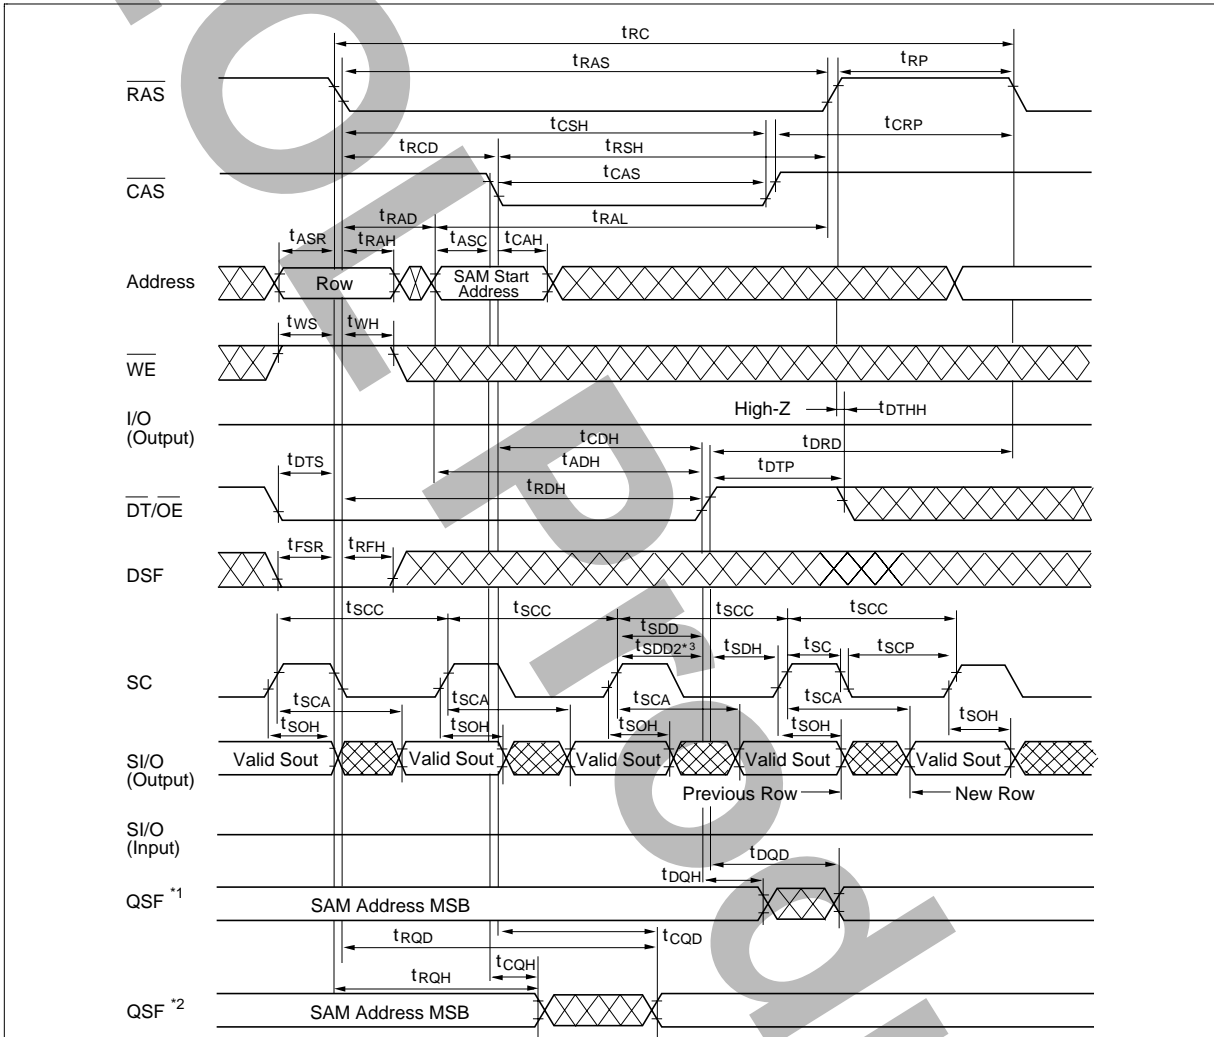 tRC
tRAS tRP
RAS
tCSH tCRP
tRCD tRSH
CAS tCAS
tRAD tRAL
tASR tRAH tASC tCAH
Address Row SAM Start Address
tWS tWH
WE
High-Z tDTHH
I/O (Output)
tCDH tDRD
tDTS tADH tDTP
tRDH
DT/OE
tFSR tRFH
DSF
tSCC tSCC tSCC tSCC
tSDD
tSDD2*3 tSDH tSC tSCP
SC
tSCA tSCA tSCA tSCA
tSOH tSOH tSOH tSOH tSOH
SI/O (Output) Valid Sout Valid Sout Valid Sout Valid Sout Valid Sout
Previous Row New Row
SI/O (Input)
tDQD
tDQH
QSF *1 SAM Address MSB
tRQD tCQD
tCQH
tRQH
QSF *2 SAM Address MSB